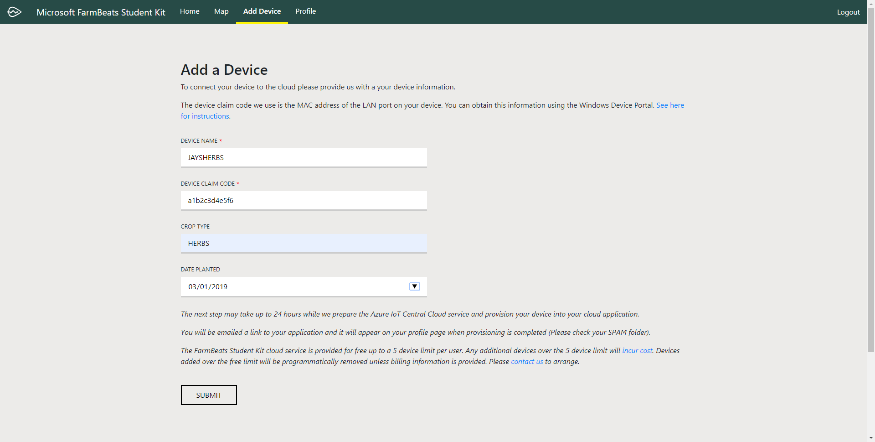 Microsoft FarmBeats Student Kit Home Map Add Device Profile Logout
Add a Device
To connect your device to the cloud please provide us with a your device information.
The device claim code we use is the MAC address of the LAN port on your device. You can obtain this information using the Windows Device Portal. See here
for instructions.
DEVICE NAME *
JAYSHERBS
DEVICE CLAIM CODE *
a1b2c3d4e5f6
CROP TYPE
HERBS
DATE PLANTED
03/01/2019
The next step may take up to 24 hours while we prepare the Azure IoT Central Cloud service and provision your device into your cloud application.
You will be emailed a link to your application and it will appear on your profile page when provisioning is completed (Please check your SPAM folder).
The FarmBeats Student Kit cloud service is provided for free up to a 5 device limit per user. Any additional devices over the 5 device limit will incur cost. Devices
added over the free limit will be programmatically removed unless billing information is provided. Please contact us to arrange.
SUBMIT